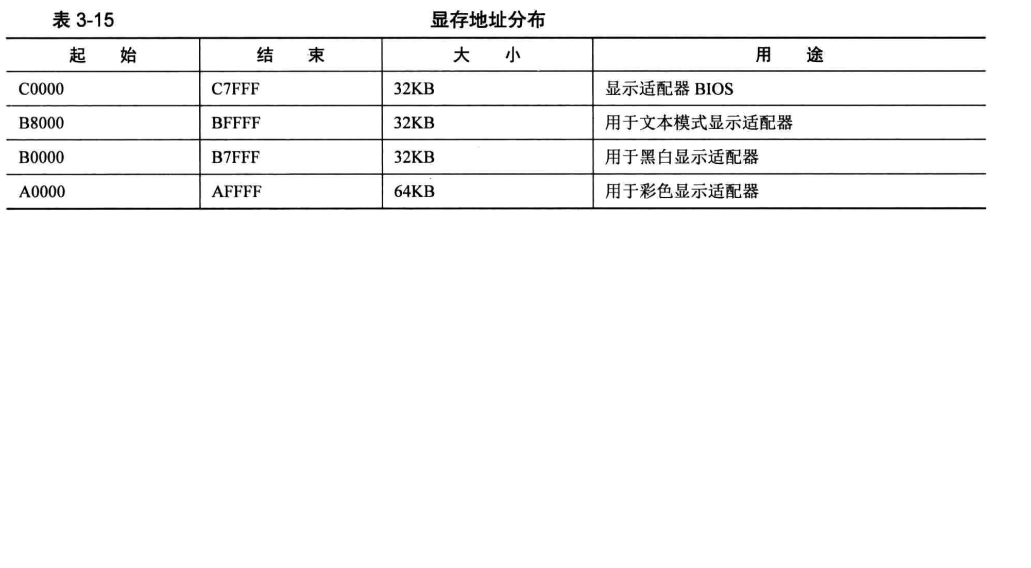 表 3-15 显存地址分布
起 始 结 束 大 小 用 途
C0000 C7FFF 32KB 显示适配器 BIOS
B8000 BFFFF 32KB 用于文本模式显示适配器
B0000 B7FFF 32KB 用于黑白显示适配器
A0000 AFFFF 64KB 用于彩色显示适配器